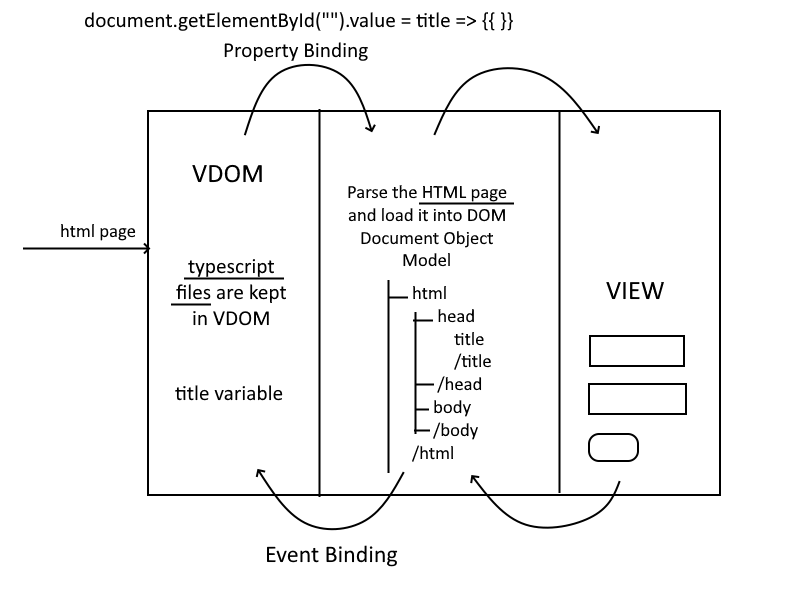 document.getElementById("").value = title => {{ }}
Property Binding
html page
VDOM
typescript
files are kept
in VDOM
title variable
Parse the HTML page
and load it into DOM
Document Object
Model
html
head
title
/title
/head
body
/body
/html
VIEW
Event Binding